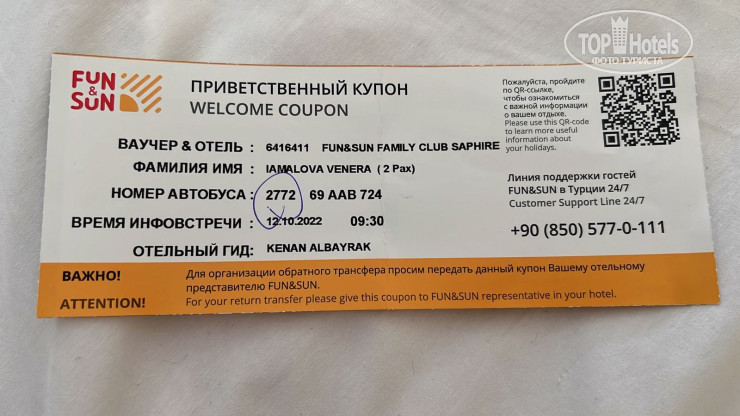 TOP Hotels
ФОТО ТУРИСТА
FUN
&
SUN
ПРИВЕТСТВЕННЫЙ КУПОН
WELCOME COUPON
Пожалуйста, пройдите
по QR-ссылке,
чтобы ознакомиться
с важной информации
о вашем отдыхе.
Please use this QR-code
to learn more useful
information about
your holidays.
ВАУЧЕР & ОТЕЛЬ : 6416411 FUN&SUN FAMILY CLUB SAPHIRE
ФАМИЛИЯ ИМЯ : IAMALOVA VENERA ( 2 Pax)
НОМЕР АВТОБУСА : 2772 69 AAB 724
ВРЕМЯ ИНФОВСТРЕЧИ : 12.10.2022 09:30
ОТЕЛЬНЫЙ ГИД: KENAN ALBAYRAK
Линия поддержки гостей
FUN&SUN в Турции 24/7
Customer Support Line 24/7
+90 (850) 577-0-111
ВАЖНО! Для организации обратного трансфера просим передать данный купон Вашему отельному
представителю FUN&SUN.
ATTENTION! For your return transfer please give this coupon to FUN&SUN representative in your hotel.